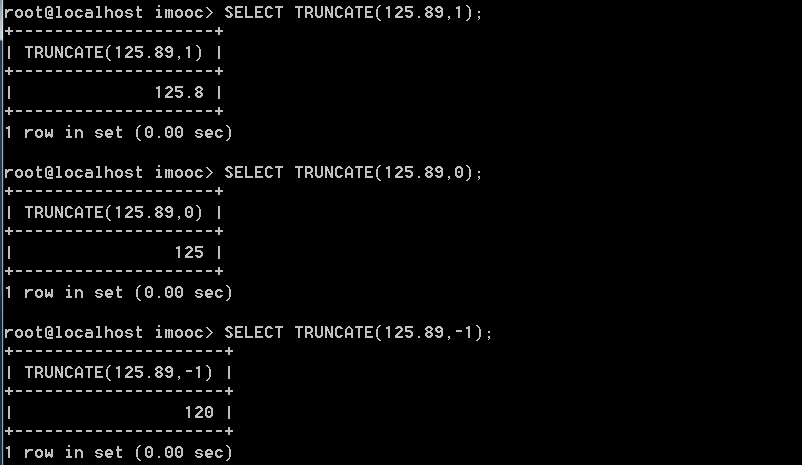 root@localhost imooc> SELECT TRUNCATE(125.89,1);
+---------------------+
| TRUNCATE(125.89,1) |
+---------------------+
|               125.8 |
+---------------------+
1 row in set (0.00 sec)

root@localhost imooc> SELECT TRUNCATE(125.89,0);
+---------------------+
| TRUNCATE(125.89,0) |
+---------------------+
|                 125 |
+---------------------+
1 row in set (0.00 sec)

root@localhost imooc> SELECT TRUNCATE(125.89,-1);
+----------------------+
| TRUNCATE(125.89,-1) |
+----------------------+
|                  120 |
+----------------------+
1 row in set (0.00 sec)